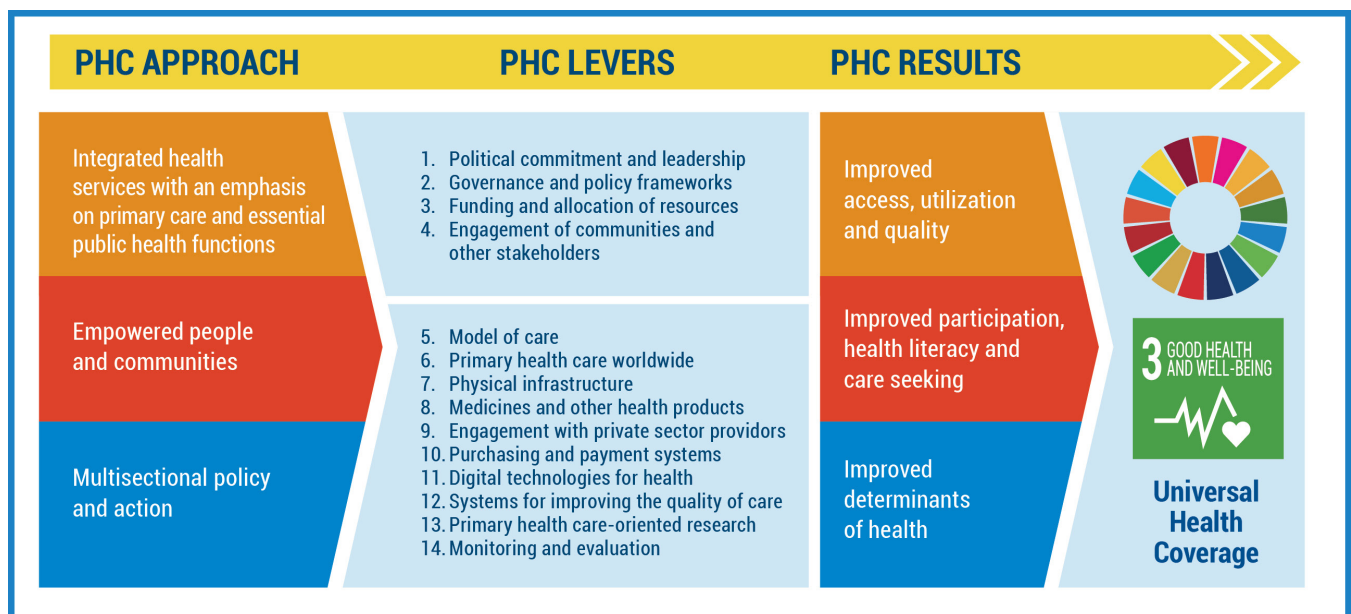 PHC APPROACH
PHC LEVERS
PHC RESULTS
Integrated health
services with an emphasis
on primary care and essential
public health functions
Empowered people
and communities
Multisectional policy
and action
1. Political commitment and leadership
2. Governance and policy frameworks
3. Funding and allocation of resources
4. Engagement of communities and
other stakeholders
5. Model of care
6. Primary health care worldwide
7. Physical infrastructure
8. Medicines and other health products
9. Engagement with private sector providors
10. Purchasing and payment systems
11. Digital technologies for health
12. Systems for improving the quality of care
13. Primary health care-oriented research
14. Monitoring and evaluation
Improved
access, utilization
and quality
Improved participation,
health literacy and
care seeking
Improved
determinants
of health
3 GOOD HEALTH
AND WELL-BEING
Universal
Health
Coverage